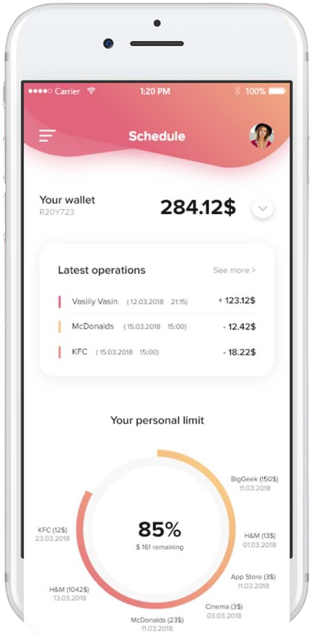 Carrier 1:20 PM 100%
Schedule
Your wallet
R20Y723
284.12$
Latest operations See more >
Vasiliy Vasin (12.03.2018 21:15) + 123.12$
McDonalds (15.03.2018 15:00) - 12.42$
KFC (15.03.2018 15:00) - 18.22$
Your personal limit
85%
$ 161 remaining
BigGeek (150$)
11.03.2018
H&M (13$)
01.03.2018
App Store (3$)
11.03.2018
Cinema (3$)
03.03.2018
McDonalds (23$)
11.03.2018
H&M (1042$)
13.03.2018
KFC (12$)
23.03.2018